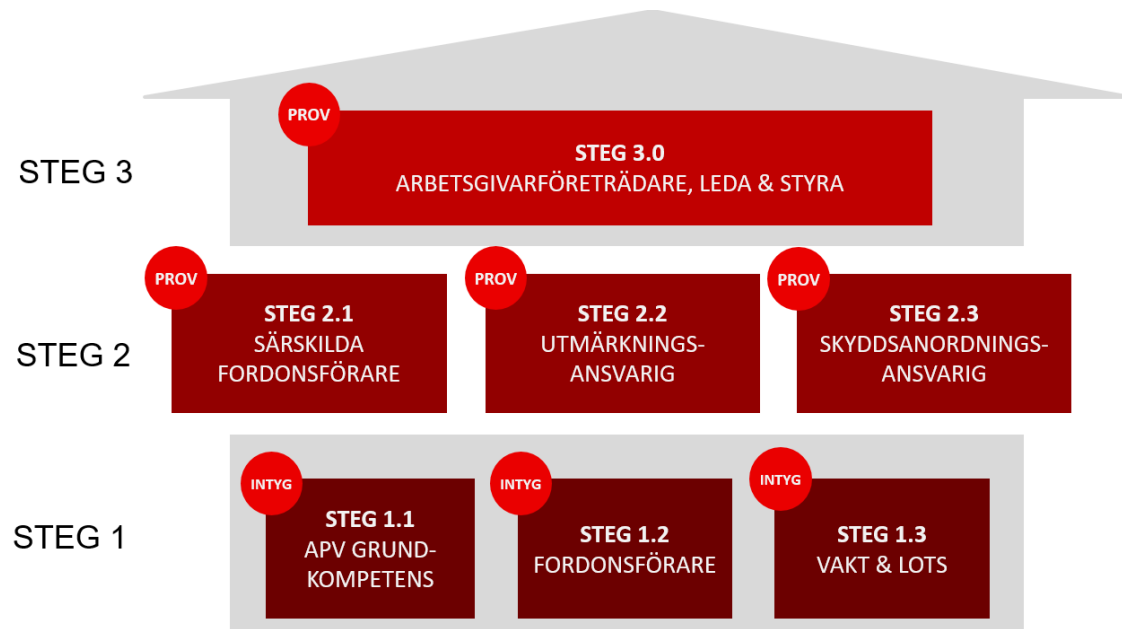 STEG 3
PROV
STEG 3.0
ARBETSGIVARFÖRETRÄDARE, LEDA & STYRA
STEG 2
PROV
STEG 2.1
SÄRSKILDA
FORDONSFÖRARE
PROV
STEG 2.2
UTMÄRKNINGS-
ANSVARIG
PROV
STEG 2.3
SKYDDSANORDNINGS-
ANSVARIG
STEG 1
INTYG
STEG 1.1
APV GRUND-
KOMPETENS
INTYG
STEG 1.2
FORDONSFÖRARE
INTYG
STEG 1.3
VAKT & LOTS